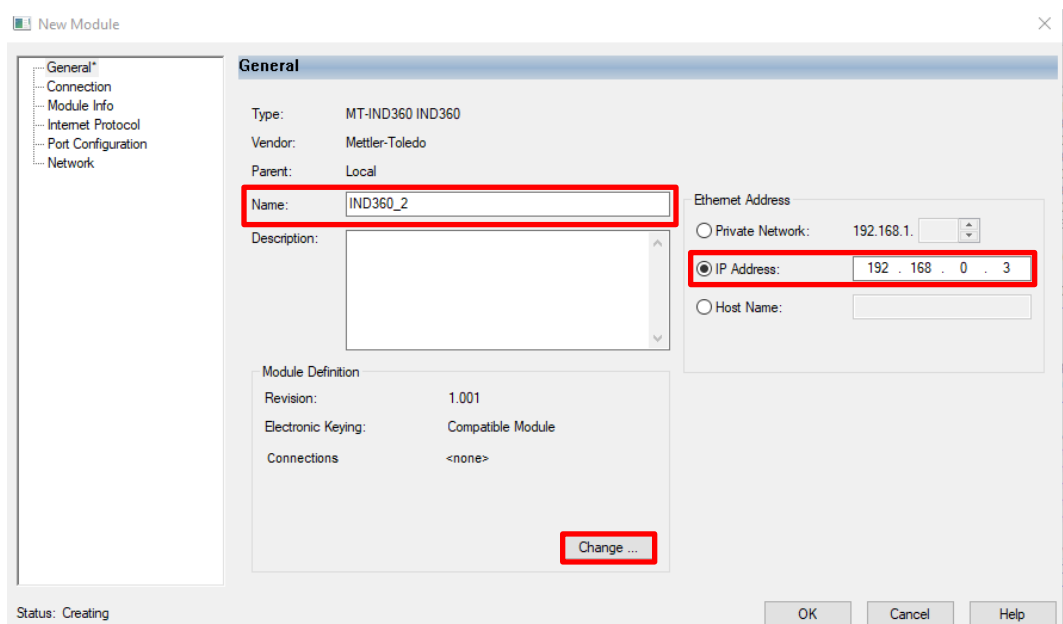 New Module
General*
Connection
Module Info
Internet Protocol
Port Configuration
Network
General
Type: MT-IND360 IND360
Vendor: Mettler-Toledo
Parent: Local
Name: IND360_2
Description:
Ethernet Address
Private Network: 192.168.1.
IP Address: 192 . 168 . 0 . 3
Host Name:
Module Definition
Revision: 1.001
Electronic Keying: Compatible Module
Connections <none>
Change ...
Status: Creating
OK Cancel Help